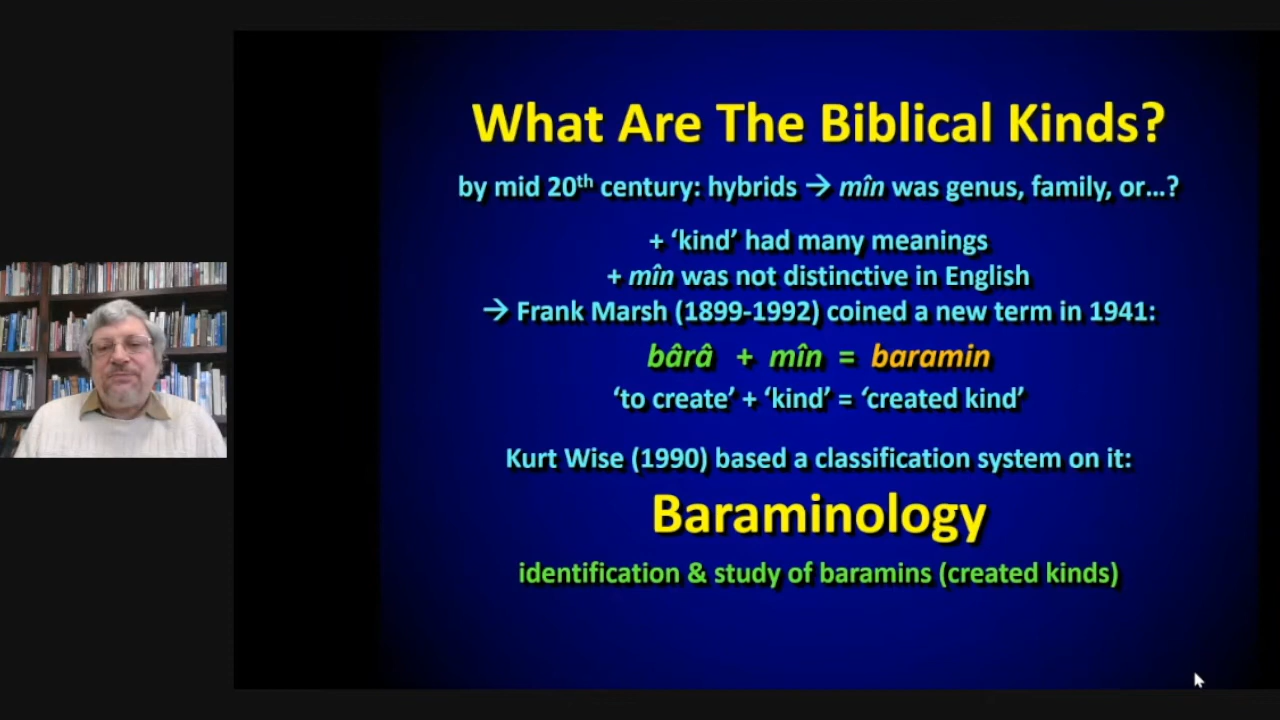 What Are The Biblical Kinds?
by mid 20th century: hybrids → mîn was genus, family, or...?
+ ‘kind’ had many meanings
+ mîn was not distinctive in English
→ Frank Marsh (1899-1992) coined a new term in 1941:
bârâ + mîn = baramin
‘to create’ + ‘kind’ = ‘created kind’
Kurt Wise (1990) based a classification system on it:
Baraminology
identification & study of baramins (created kinds)